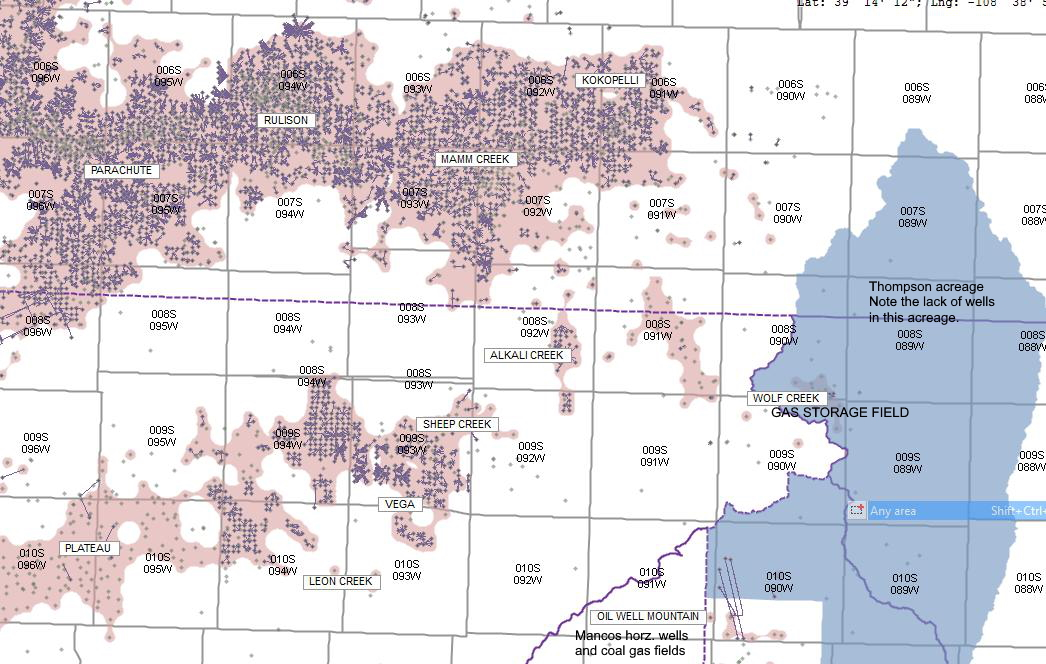 Lat: 39° 14' 12"; Lng: -108° 38'
006S
096W
006S
095W
006S
094W
006S
093W
006S
092W
KOKOPELLI
006S
091W
006S
090W
006S
089W
006S
088W
RULISON
PARACHUTE
MAMM CREEK
007S
096W
007S
095W
007S
094W
007S
093W
007S
092W
007S
091W
007S
090W
007S
089W
007S
088W
Thompson acreage
Note the lack of wells
in this acreage.
008S
096W
008S
095W
008S
094W
008S
093W
008S
092W
008S
091W
008S
090W
008S
089W
008S
088W
ALKALI CREEK
008S
094W
008S
093W
WOLF CREEK
GAS STORAGE FIELD
SHEEP CREEK
009S
096W
009S
095W
009S
094W
009S
093W
009S
092W
009S
091W
009S
090W
009S
089W
009S
088W
VEGA
Any area Shift+Ctrl+
PLATEAU
010S
096W
010S
095W
010S
094W
LEON CREEK
010S
093W
010S
092W
010S
091W
010S
090W
010S
089W
010S
088W
OIL WELL MOUNTAIN
Mancos horz. wells
and coal gas fields